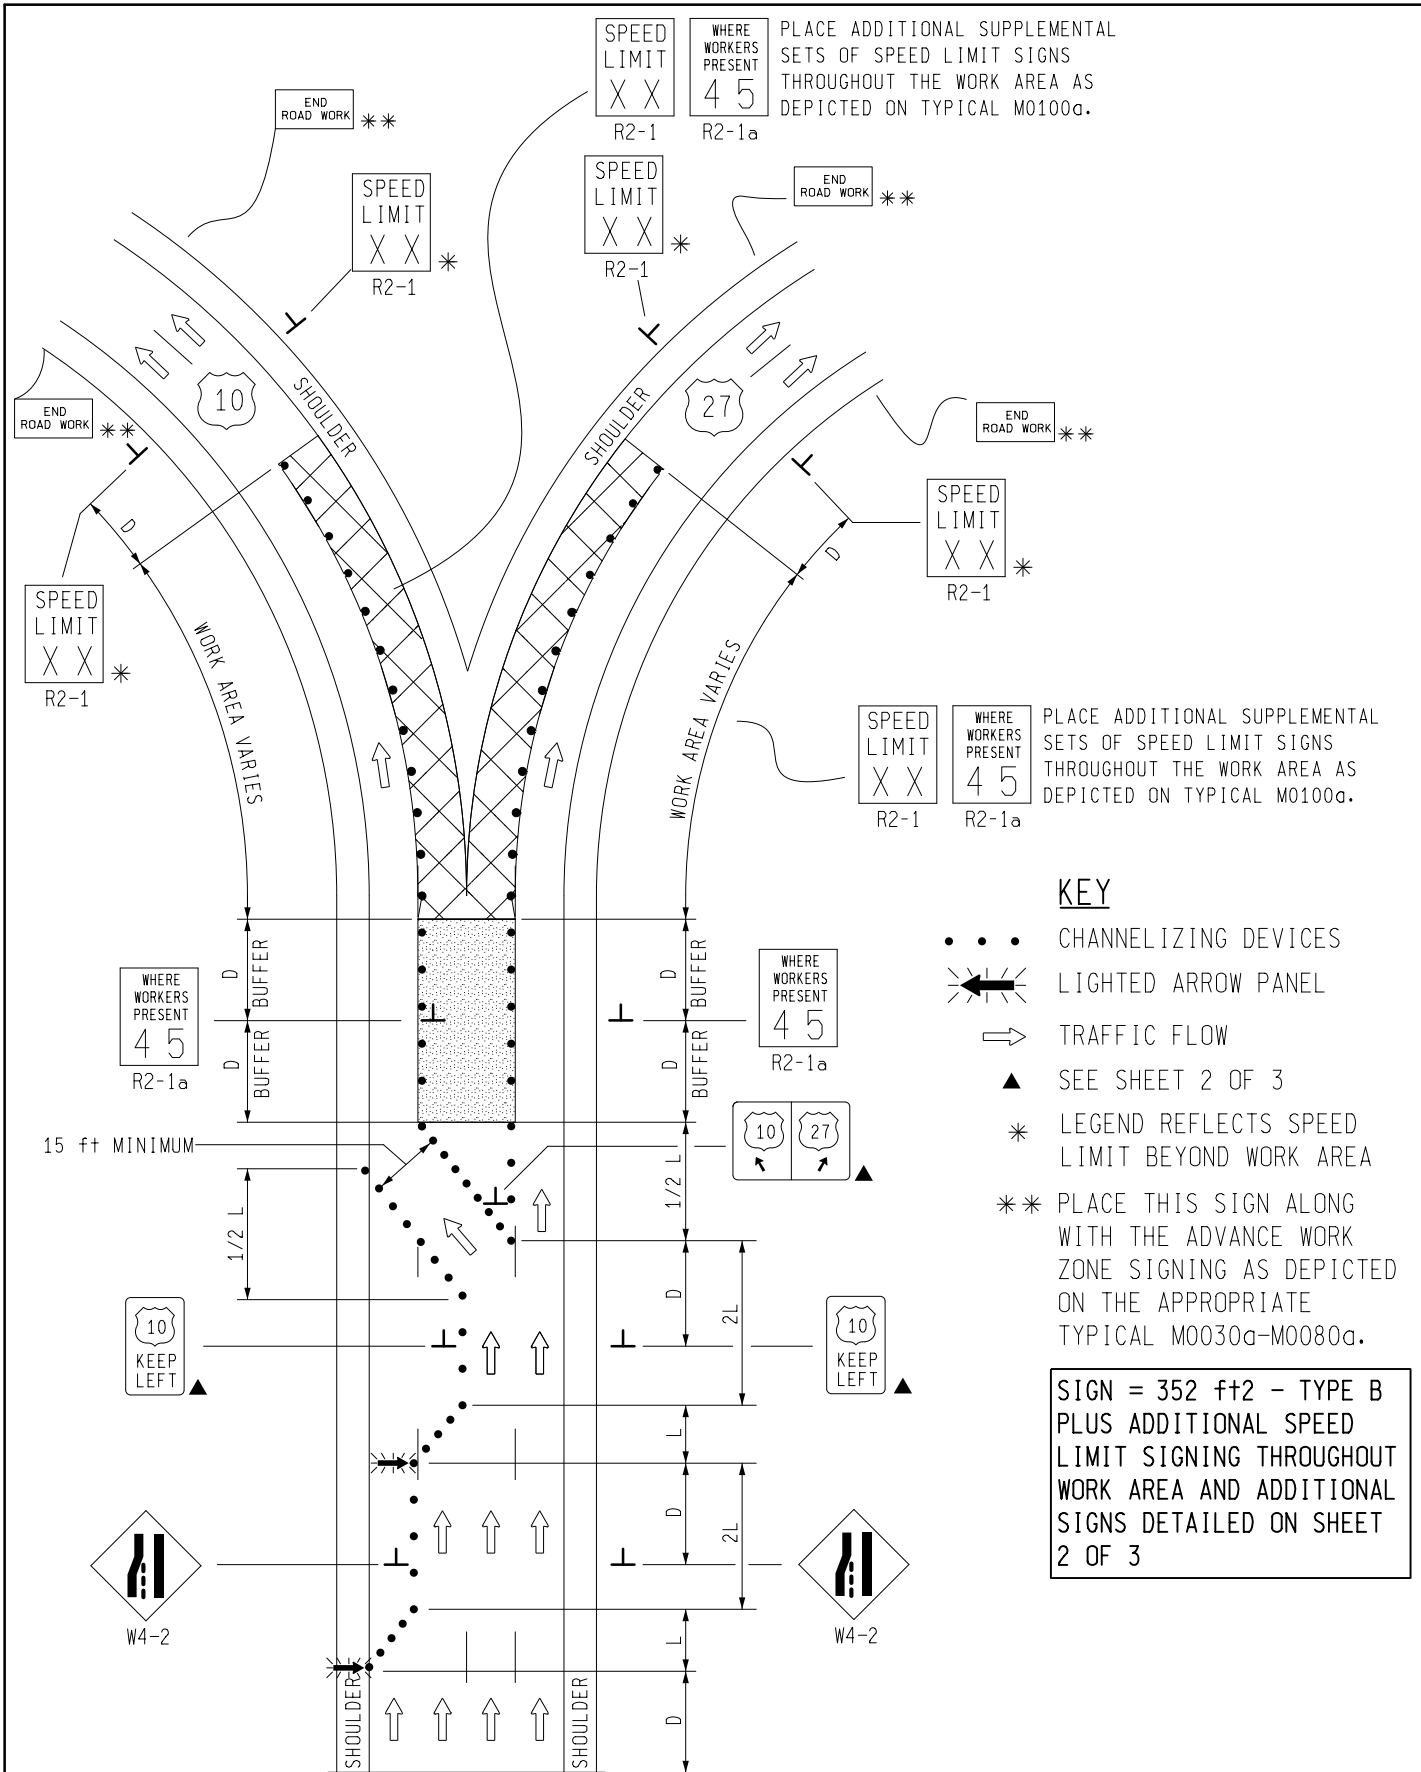 SPEED
LIMIT
X X
R2-1
WHERE
WORKERS
PRESENT
4 5
R2-1a
PLACE ADDITIONAL SUPPLEMENTAL
SETS OF SPEED LIMIT SIGNS
THROUGHOUT THE WORK AREA AS
DEPICTED ON TYPICAL M0100a.
END
ROAD WORK **
SPEED
LIMIT
X X *
R2-1
SPEED
LIMIT
X X *
R2-1
END
ROAD WORK **
10
SHOULDER
SHOULDER
27
END
ROAD WORK **
END
ROAD WORK **
D
D
SPEED
LIMIT
X X *
R2-1
SPEED
LIMIT
X X *
R2-1
WORK AREA VARIES
WORK AREA VARIES
SPEED
LIMIT
X X
R2-1
WHERE
WORKERS
PRESENT
4 5
R2-1a
PLACE ADDITIONAL SUPPLEMENTAL
SETS OF SPEED LIMIT SIGNS
THROUGHOUT THE WORK AREA AS
DEPICTED ON TYPICAL M0100a.
D
BUFFER
D
BUFFER
WHERE
WORKERS
PRESENT
4 5
R2-1a
D
BUFFER
D
BUFFER
WHERE
WORKERS
PRESENT
4 5
R2-1a
15 ft MINIMUM
1/2 L
1/2 L
10
27
10
KEEP
LEFT
D
2L
10
KEEP
LEFT
L
D
2L
W4-2
W4-2
L
D
SHOULDER
SHOULDER
KEY
CHANNELIZING DEVICES
LIGHTED ARROW PANEL
TRAFFIC FLOW
▲ SEE SHEET 2 OF 3
* LEGEND REFLECTS SPEED
LIMIT BEYOND WORK AREA
** PLACE THIS SIGN ALONG
WITH THE ADVANCE WORK
ZONE SIGNING AS DEPICTED
ON THE APPROPRIATE
TYPICAL M0030a-M0080a.
SIGN = 352 ft2 - TYPE B
PLUS ADDITIONAL SPEED
LIMIT SIGNING THROUGHOUT
WORK AREA AND ADDITIONAL
SIGNS DETAILED ON SHEET
2 OF 3